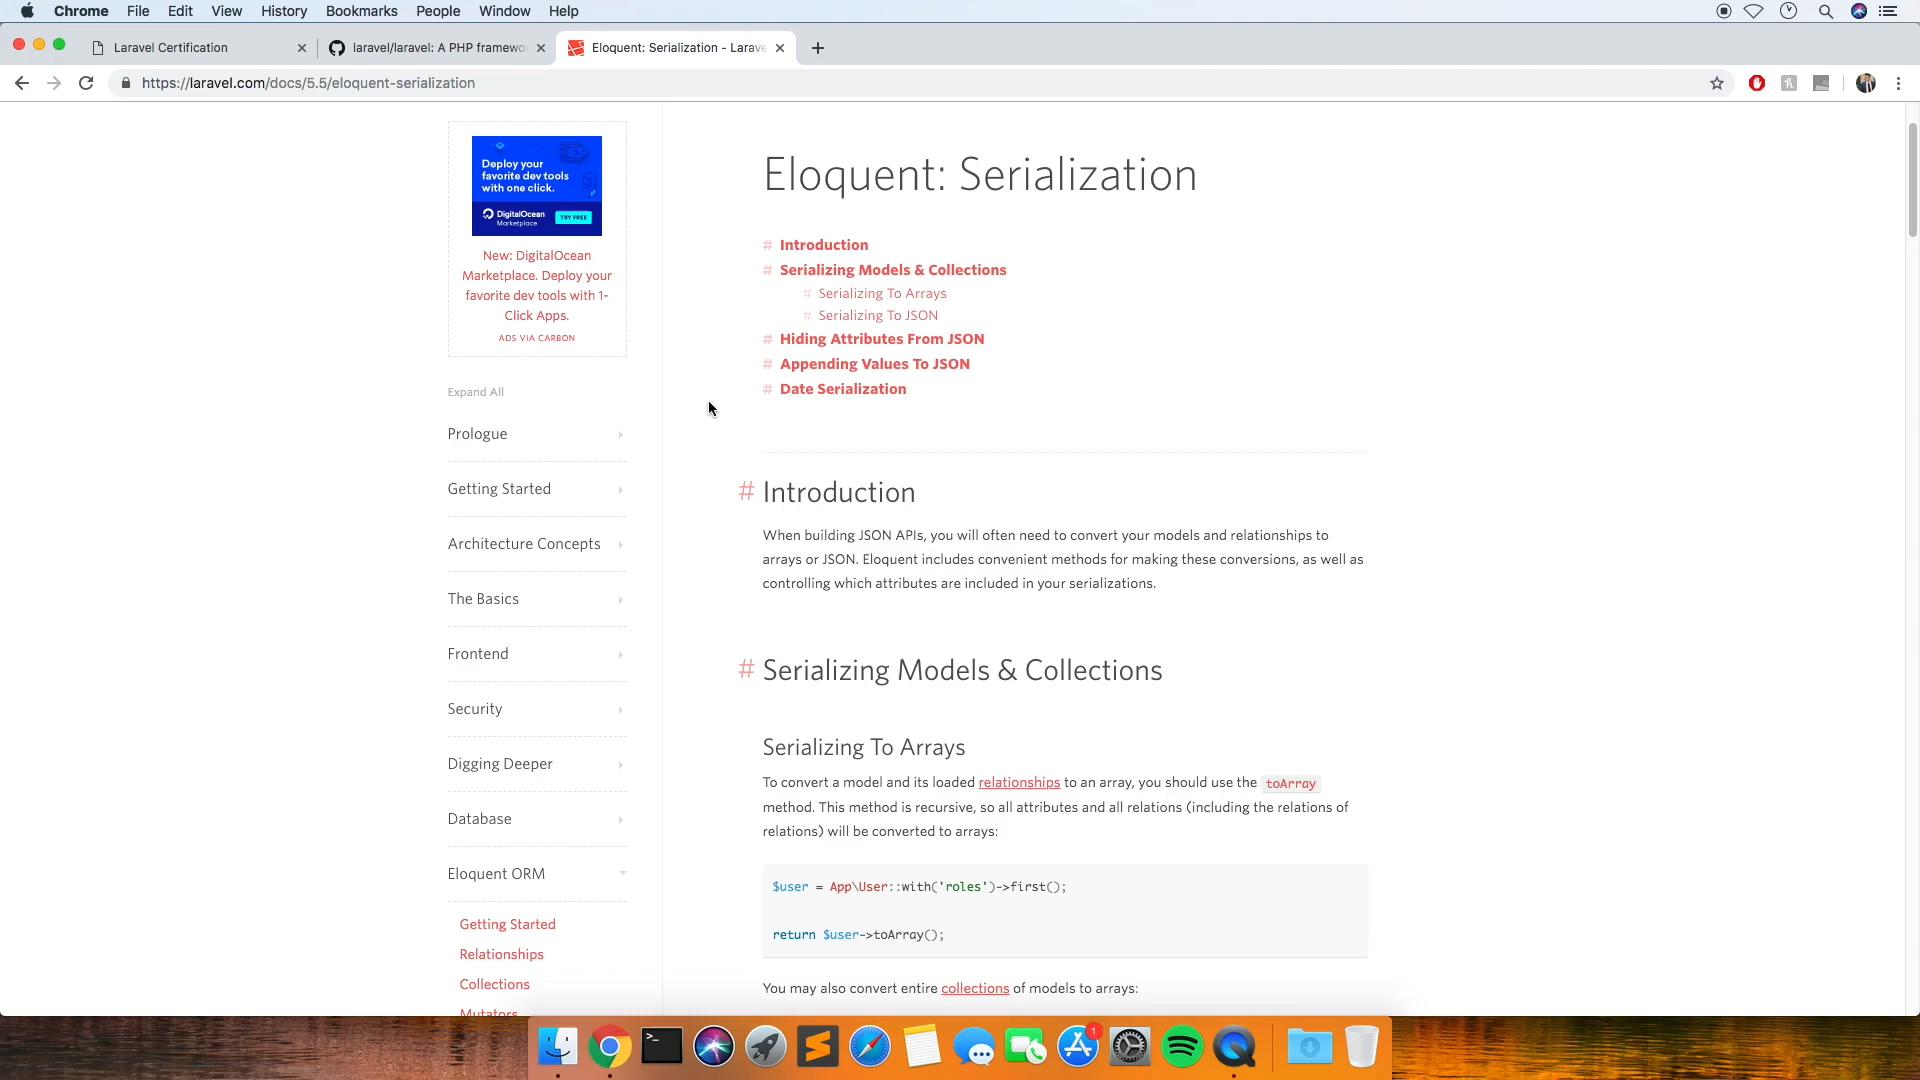 Chrome File Edit View History Bookmarks People Window Help
Laravel Certification
laravel/laravel: A PHP framewo
Eloquent: Serialization - Larave
https://laravel.com/docs/5.5/eloquent-serialization
Deploy your
favorite dev tools
with one click.
DigitalOcean
Marketplace
TRY FREE
New: DigitalOcean
Marketplace. Deploy your
favorite dev tools with 1-
Click Apps.
ADS VIA CARBON
Expand All
Prologue
Getting Started
Architecture Concepts
The Basics
Frontend
Security
Digging Deeper
Database
Eloquent ORM
Getting Started
Relationships
Collections
Mutators
Eloquent: Serialization
# Introduction
# Serializing Models & Collections
# Serializing To Arrays
# Serializing To JSON
# Hiding Attributes From JSON
# Appending Values To JSON
# Date Serialization
# Introduction
When building JSON APIs, you will often need to convert your models and relationships to
arrays or JSON. Eloquent includes convenient methods for making these conversions, as well as
controlling which attributes are included in your serializations.
# Serializing Models & Collections
Serializing To Arrays
To convert a model and its loaded relationships to an array, you should use the toArray
method. This method is recursive, so all attributes and all relations (including the relations of
relations) will be converted to arrays:
$user = App\User::with('roles')->first();
return $user->toArray();
You may also convert entire collections of models to arrays:
1